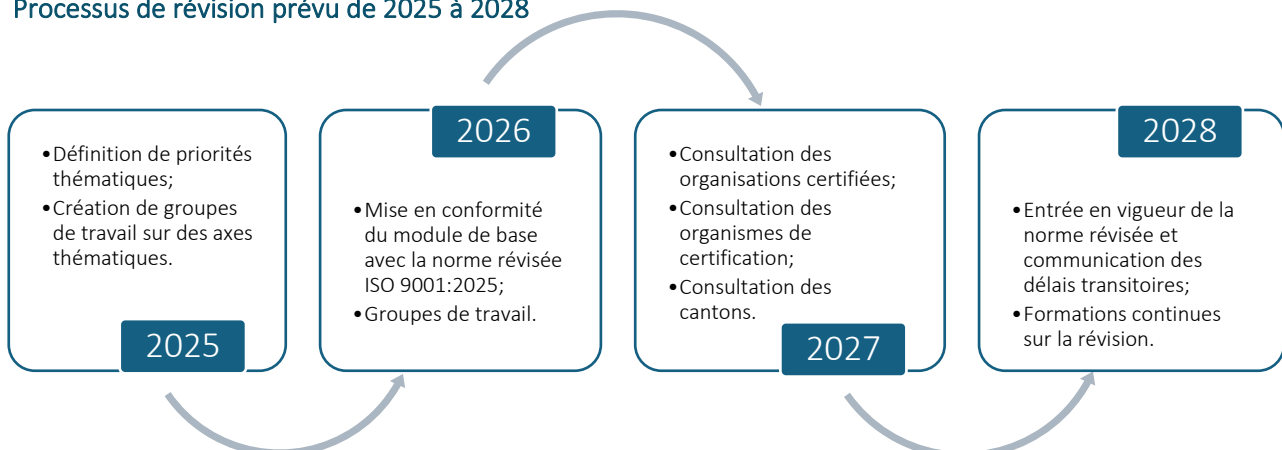 Processus de révision prévu de 2025 à 2028
•Définition de priorités
thématiques;
•Création de groupes
de travail sur des axes
thématiques.
2025
2026
•Mise en conformité
du module de base
avec la norme révisée
ISO 9001:2025;
•Groupes de travail.
•Consultation des
organisations certifiées;
•Consultation des
organismes de
certification;
•Consultation des
cantons.
2027
2028
•Entrée en vigueur de la
norme révisée et
communication des
délais transitoires;
•Formations continues
sur la révision.